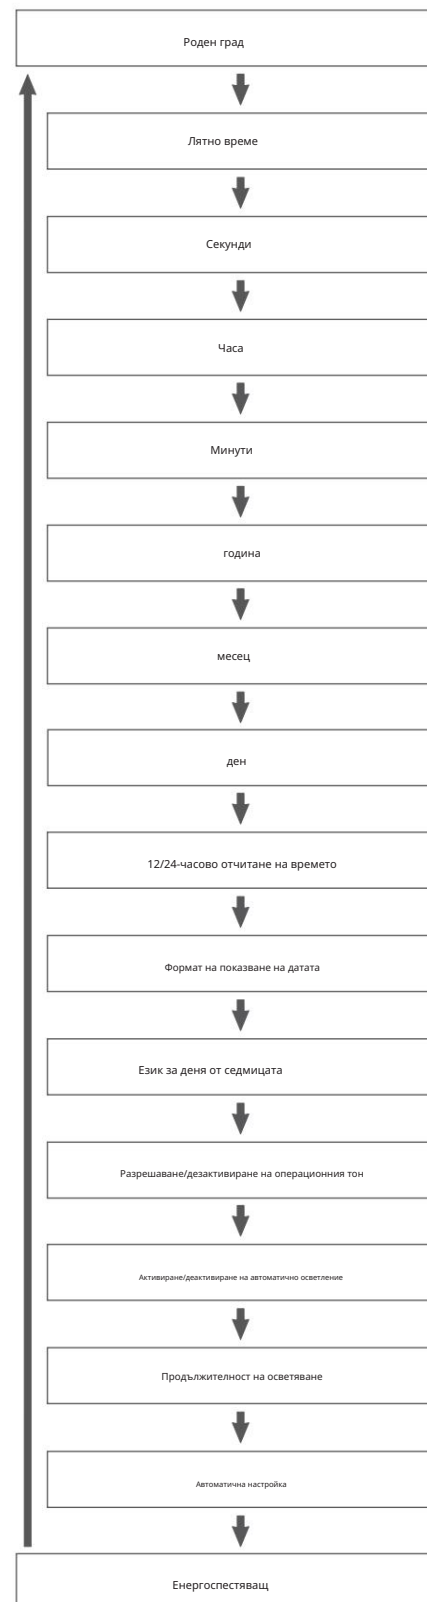 Роден град
Лятно време
Секунди
Часа
Минути
година
месец
ден
12/24-часово отчитане на времето
Формат на показване на датата
Език за деня от седмицата
Разрешаване/дезактивиране на операционния тон
Активиране/деактивиране на автоматично осветление
Продължителност на осветяване
Автоматична настройка
Енергоспестяващ